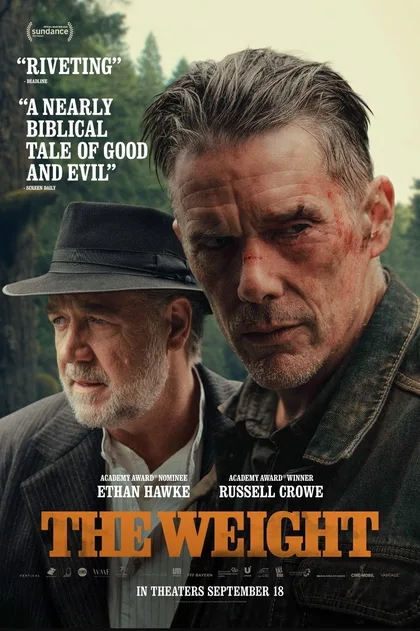 sundance
“RIVETING”
- DEADLINE
“A NEARLY
BIBLICAL
TALE OF GOOD
AND EVIL”
- SCREEN DAILY
ACADEMY AWARD® NOMINEE
ETHAN HAWKE
ACADEMY AWARD® WINNER
RUSSELL CROWE
THE WEIGHT
IN THEATERS SEPTEMBER 18